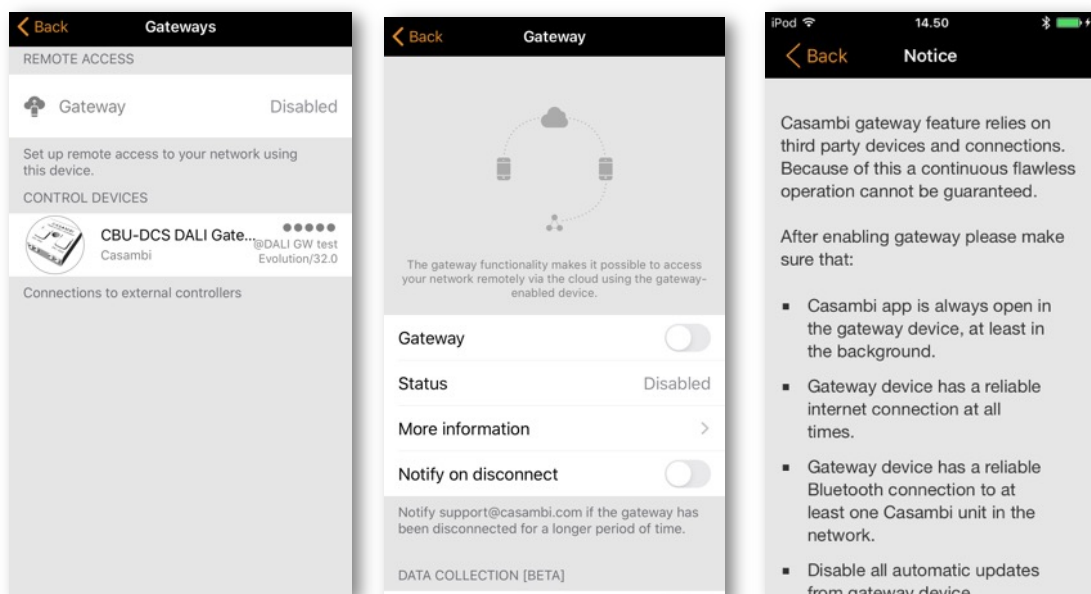 Back Gateways
REMOTE ACCESS
Gateway Disabled
Set up remote access to your network using
this device.
CONTROL DEVICES
CBU-DCS DALI Gate...
@DALI GW test
Casambi
Evolution/32.0
Connections to external controllers
Back Gateway
The gateway functionality makes it possible to access
your network remotely via the cloud using the gateway-
enabled device.
Gateway
Status Disabled
More information
Notify on disconnect
Notify support@casambi.com if the gateway has
been disconnected for a longer period of time.
DATA COLLECTION [BETA]
iPod 14.50
Back Notice
Casambi gateway feature relies on
third party devices and connections.
Because of this a continuous flawless
operation cannot be guaranteed.
After enabling gateway please make
sure that:
▪ Casambi app is always open in
the gateway device, at least in
the background.
▪ Gateway device has a reliable
internet connection at all
times.
▪ Gateway device has a reliable
Bluetooth connection to at
least one Casambi unit in the
network.
▪ Disable all automatic updates
from gateway device